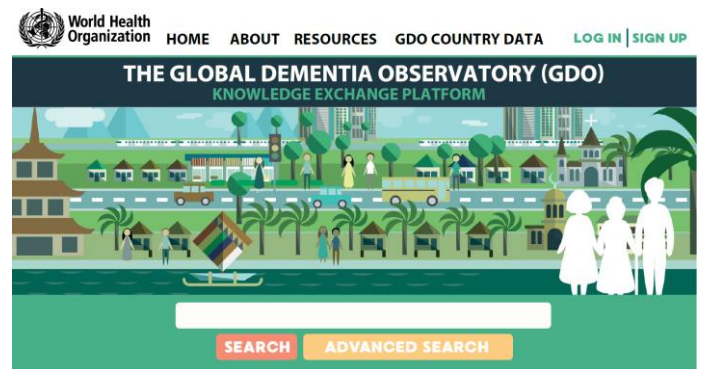 World Health
Organization
HOME ABOUT RESOURCES GDO COUNTRY DATA LOG IN | SIGN UP
THE GLOBAL DEMENTIA OBSERVATORY (GDO)
KNOWLEDGE EXCHANGE PLATFORM
SEARCH ADVANCED SEARCH